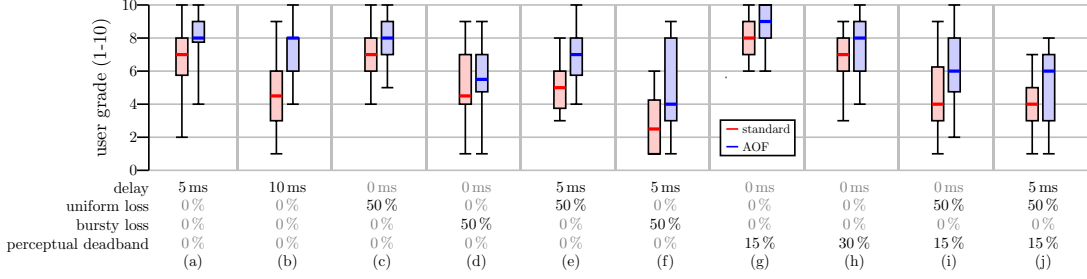 user grade (1-10)
10
8
6
4
2
0
standard
AOF
delay 5 ms 10 ms 0 ms 0 ms 5 ms 5 ms 0 ms 0 ms 0 ms 5 ms
uniform loss 0 % 0 % 50 % 0 % 50 % 0 % 0 % 0 % 50 % 50 %
bursty loss 0 % 0 % 0 % 50 % 0 % 50 % 0 % 0 % 0 % 0 %
perceptual deadband 0 % 0 % 0 % 0 % 0 % 0 % 15 % 30 % 15 % 15 %
(a) (b) (c) (d) (e) (f) (g) (h) (i) (j)